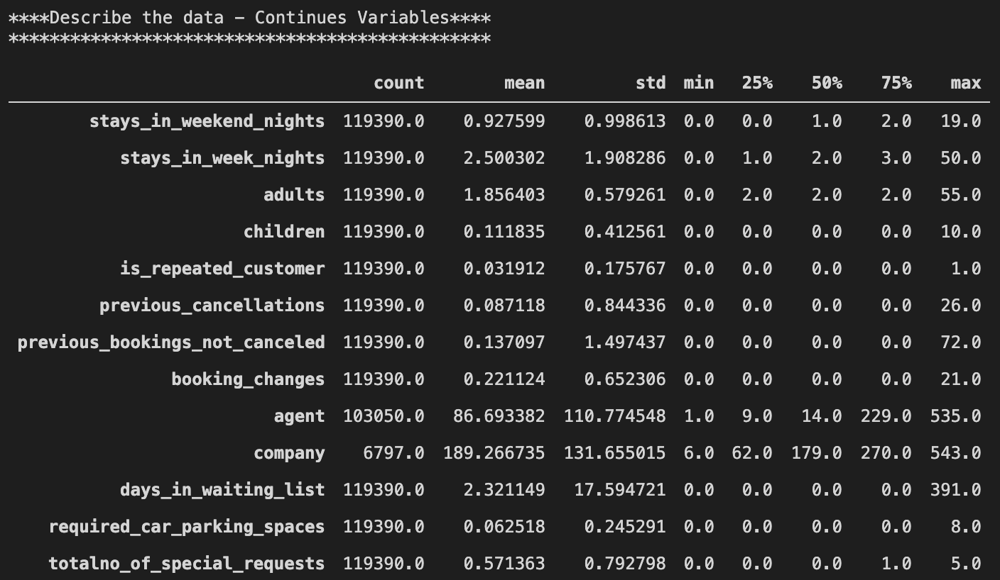 ****Describe the data – Continues Variables****
***********************************************
count mean std min 25% 50% 75% max
stays_in_weekend_nights 119390.0 0.927599 0.998613 0.0 0.0 1.0 2.0 19.0
stays_in_week_nights 119390.0 2.500302 1.908286 0.0 1.0 2.0 3.0 50.0
adults 119390.0 1.856403 0.579261 0.0 2.0 2.0 2.0 55.0
children 119390.0 0.111835 0.412561 0.0 0.0 0.0 0.0 10.0
is_repeated_customer 119390.0 0.031912 0.175767 0.0 0.0 0.0 0.0 1.0
previous_cancellations 119390.0 0.087118 0.844336 0.0 0.0 0.0 0.0 26.0
previous_bookings_not_canceled 119390.0 0.137097 1.497437 0.0 0.0 0.0 0.0 72.0
booking_changes 119390.0 0.221124 0.652306 0.0 0.0 0.0 0.0 21.0
agent 103050.0 86.693382 110.774548 1.0 9.0 14.0 229.0 535.0
company 6797.0 189.266735 131.655015 6.0 62.0 179.0 270.0 543.0
days_in_waiting_list 119390.0 2.321149 17.594721 0.0 0.0 0.0 0.0 391.0
required_car_parking_spaces 119390.0 0.062518 0.245291 0.0 0.0 0.0 0.0 8.0
totalno_of_special_requests 119390.0 0.571363 0.792798 0.0 0.0 0.0 1.0 5.0